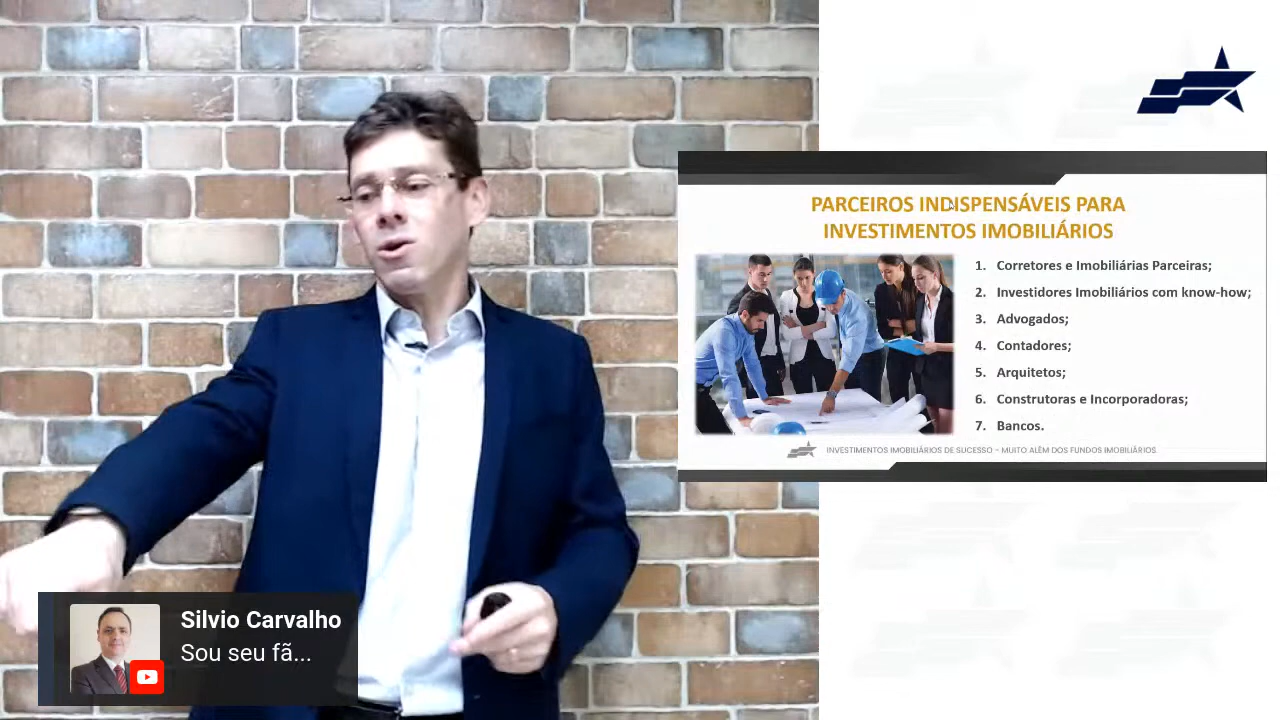 PARCEIROS INDISPENSÁVEIS PARA
INVESTIMENTOS IMOBILIÁRIOS
1. Corretores e Imobiliárias Parceiras;
2. Investidores Imobiliários com know-how;
3. Advogados;
4. Contadores;
5. Arquitetos;
6. Construtoras e Incorporadoras;
7. Bancos.
INVESTIMENTOS IMOBILIÁRIOS DE SUCESSO - MUITO ALÉM DOS FUNDOS IMOBILIÁRIOS
Silvio Carvalho
Sou seu fã...